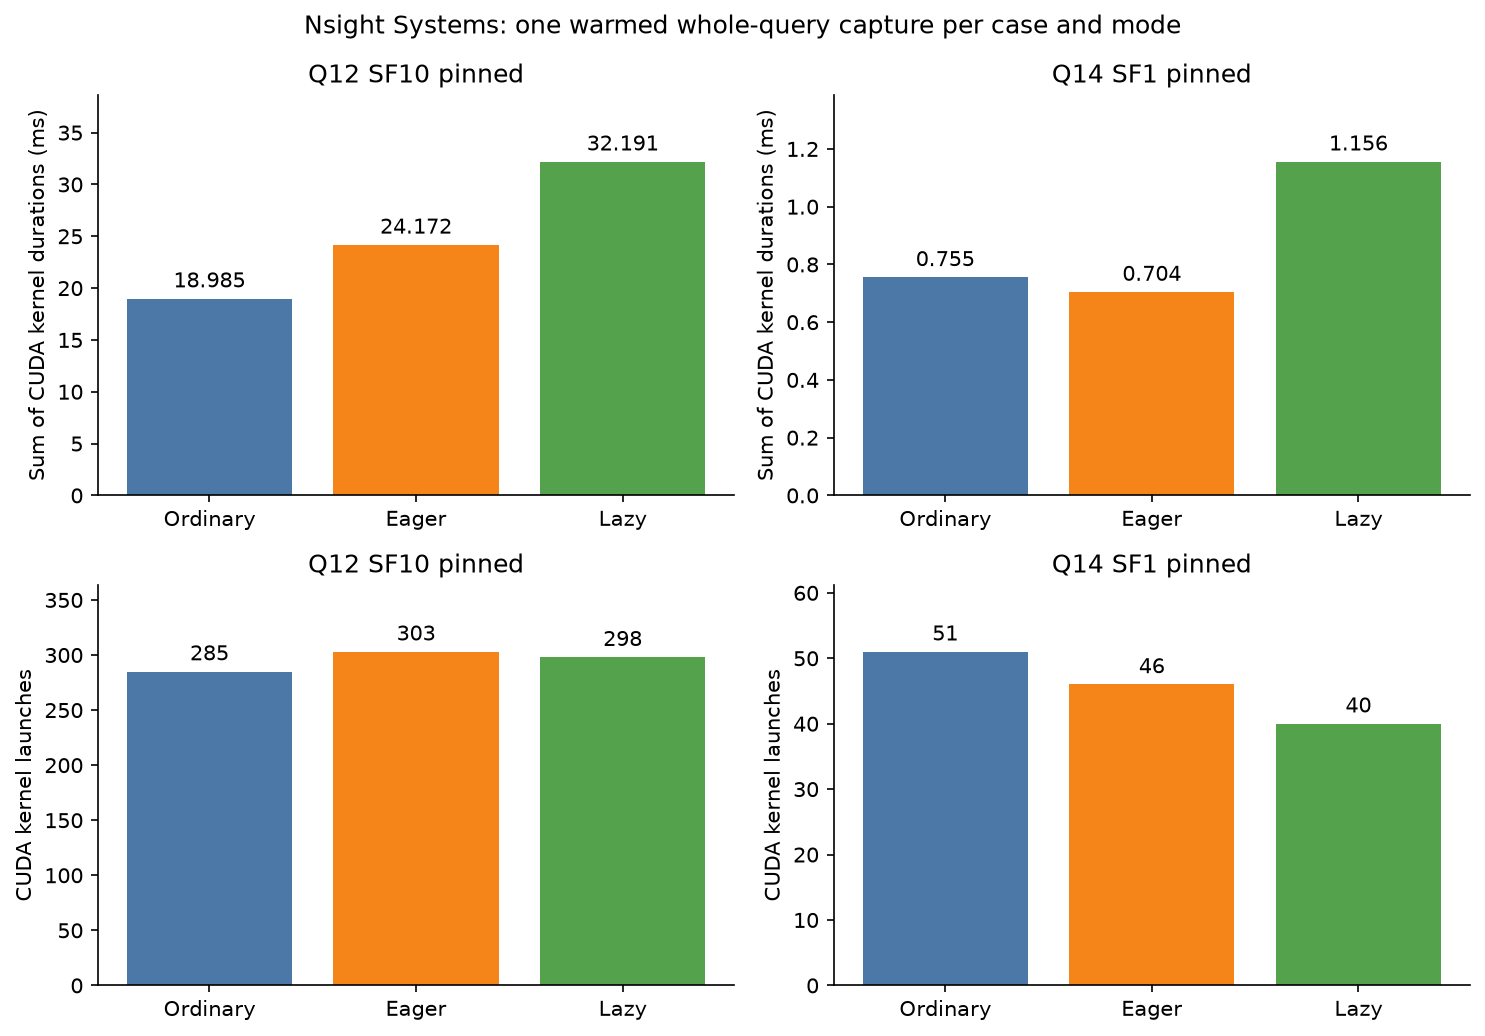 Nsight Systems: one warmed whole-query capture per case and mode
Q12 SF10 pinned
Sum of CUDA kernel durations (ms)
35
30
25
20
15
10
5
0
18.985
24.172
32.191
Ordinary
Eager
Lazy
Q14 SF1 pinned
Sum of CUDA kernel durations (ms)
1.2
1.0
0.8
0.6
0.4
0.2
0.0
0.755
0.704
1.156
Ordinary
Eager
Lazy
Q12 SF10 pinned
CUDA kernel launches
350
300
250
200
150
100
50
0
285
303
298
Ordinary
Eager
Lazy
Q14 SF1 pinned
CUDA kernel launches
60
50
40
30
20
10
0
51
46
40
Ordinary
Eager
Lazy